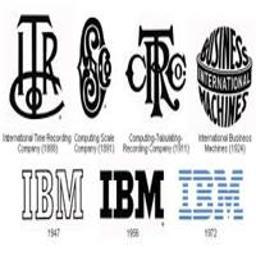 ITR
CSCo
CTRCo
BUSINESS
INTERNATIONAL
MACHINES
International Time Recording Company (1888)
Computing Scale Company (1891)
Computing-Tabulating-Recording Company (1911)
International Business Machines (1924)
IBM
IBM
IBM
1947
1956
1972